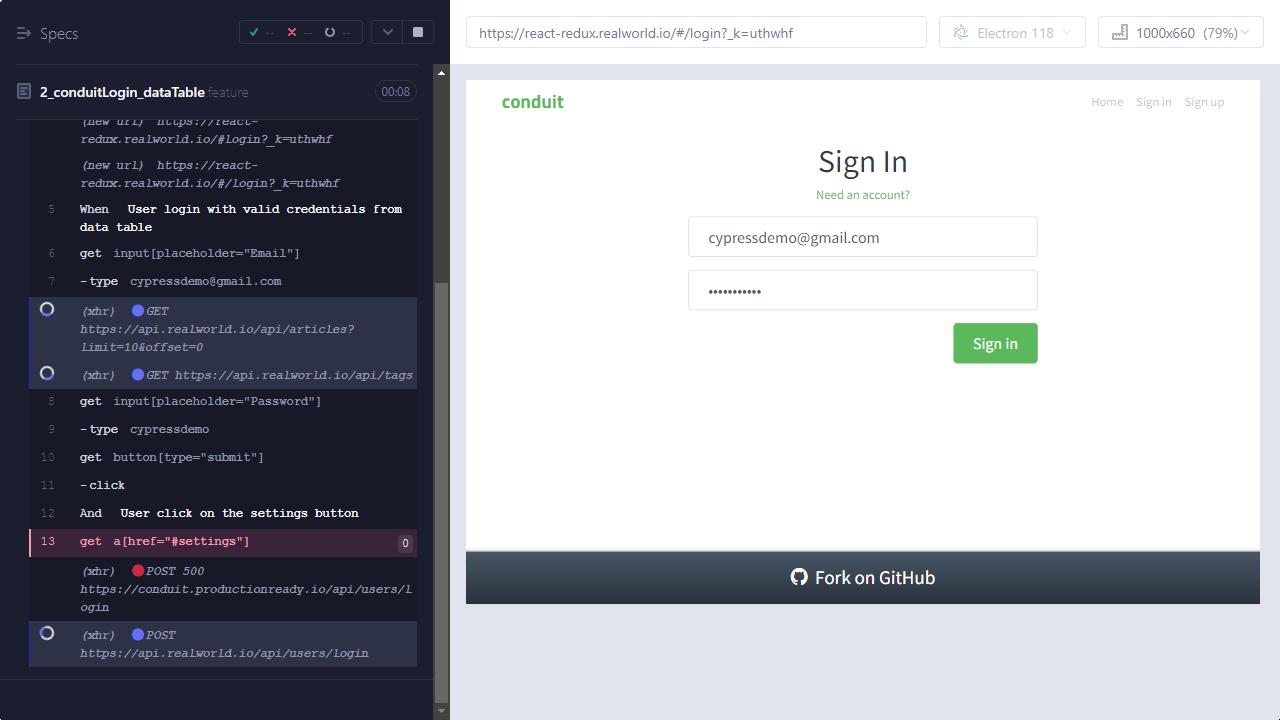 Specs
--
--
--
2_conduitLogin_dataTable.feature
00:08
(new url) https://react-
redux.realworld.io/#login?_k=uthwhf
(new url) https://react-
redux.realworld.io/#/login?_k=uthwhf
5 When User login with valid credentials from
data table
6 get input[placeholder="Email"]
7 -type cypressdemo@gmail.com
(xhr) GET
https://api.realworld.io/api/articles?
limit=10&offset=0
(xhr) GET https://api.realworld.io/api/tags
8 get input[placeholder="Password"]
9 -type cypressdemo
10 get button[type="submit"]
11 -click
12 And User click on the settings button
13 get a[href="#settings"] 0
(xhr) POST 500
https://conduit.productionready.io/api/users/l
ogin
(xhr) POST
https://api.realworld.io/api/users/login
https://react-redux.realworld.io/#/login?_k=uthwhf
Electron 118
1000x660 (79%)
conduit
Home Sign in Sign up
Sign In
Need an account?
cypressdemo@gmail.com
•••••••••••
Sign in
Fork on GitHub